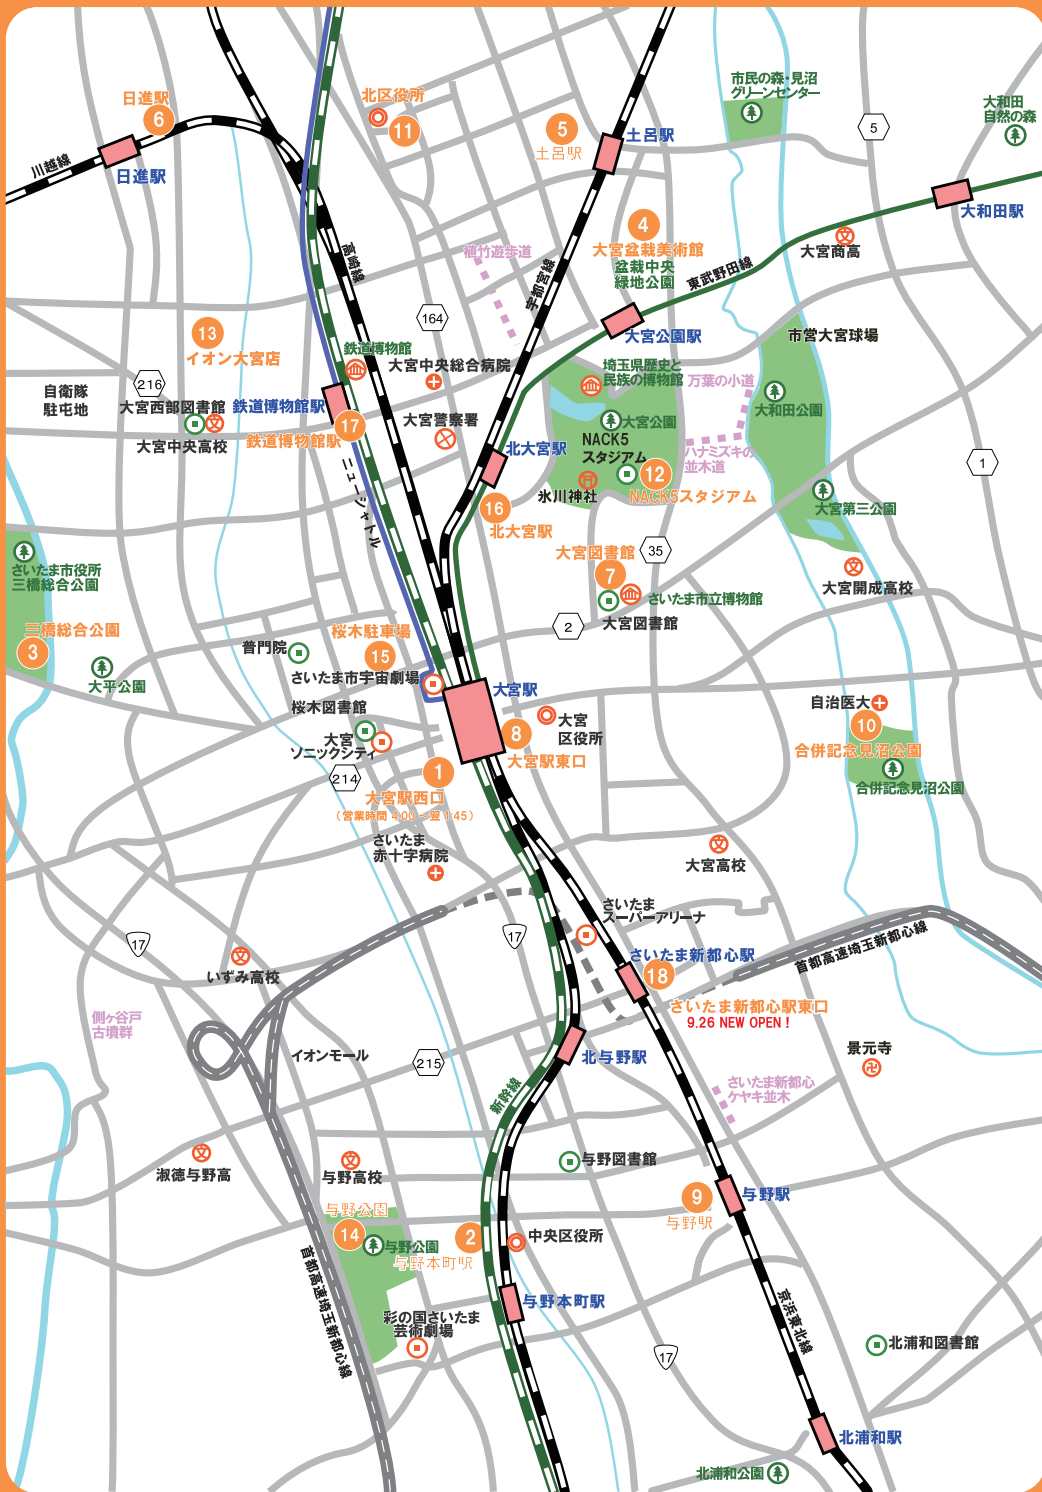 日進駅
6
日進駅
川越線
北区役所
11
5
土呂駅
土呂駅
市民の森・見沼
グリーンセンター
大和田
自然の森
5
大和田駅
4
大宮盆栽美術館
盆栽中央
緑地公園
大宮商高
東武野田線
植竹遊歩道
高崎線
宇都宮線
164
大宮公園駅
市営大宮球場
13
イオン大宮店
鉄道博物館
大宮中央総合病院
埼玉県歴史と
民族の博物館
万葉の小道
大和田公園
自衛隊
駐屯地
216
大宮西部図書館
鉄道博物館駅
大宮中央高校
17
鉄道博物館駅
大宮警察署
大宮公園
NACK5
スタジアム
北大宮駅
ハナミズキの
並木道
12
NACK5スタジアム
氷川神社
1
ニューシャトル
16
北大宮駅
大宮第三公園
大宮図書館
35
7
さいたま市立博物館
大宮図書館
大宮開成高校
さいたま市役所
三橋総合公園
三橋総合公園
3
大平公園
2
桜木駐車場
15
普門院
さいたま市宇宙劇場
大宮駅
桜木図書館
大宮
ソニックシティ
214
8
大宮駅東口
大宮
区役所
自治医大
10
合併記念見沼公園
合併記念見沼公園
1
大宮駅西口
(営業時間 4:00～翌1:45)
さいたま
赤十字病院
大宮高校
さいたま
スーパーアリーナ
17
17
いずみ高校
さいたま新都心駅
18
首都高速埼玉新都心線
さいたま新都心駅東口
9.26 NEW OPEN !
側ヶ谷戸
古墳群
イオンモール
215
北与野駅
景元寺
さいたま新都心
ケヤキ並木
新幹線
淑徳与野高
与野高校
与野図書館
9
与野駅
与野駅
与野公園
14
与野公園
2
与野本町駅
中央区役所
首都高速埼玉新都心線
与野本町駅
彩の国さいたま
芸術劇場
京浜東北線
17
北浦和図書館
北浦和駅
北浦和公園